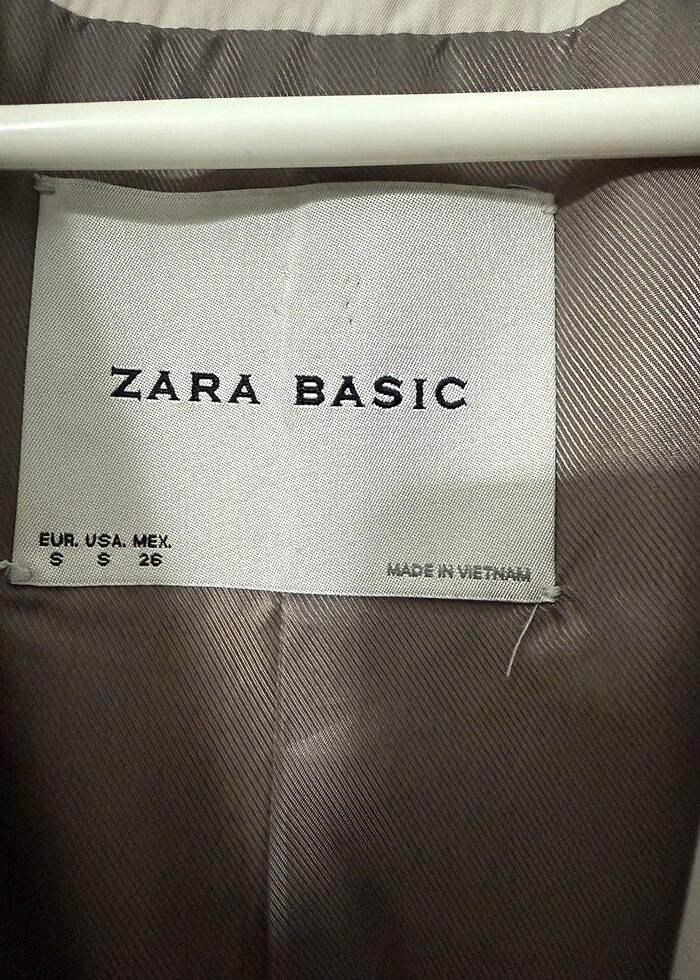 ZARA BASIC
EUR. USA. MEX.
S S 26
MADE IN VIETNAM